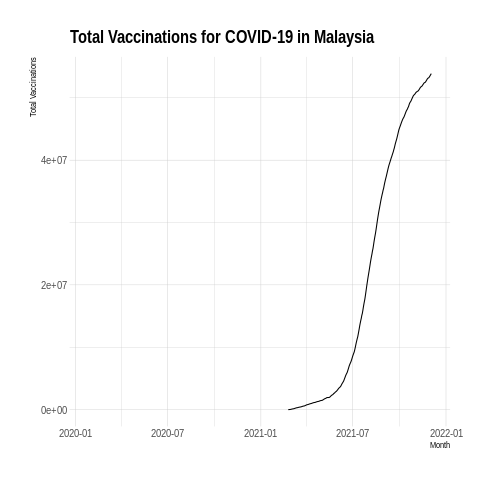 Total Vaccinations for COVID-19 in Malaysia
Total Vaccinations
4e+07
2e+07
0e+00
2020-01 2020-07 2021-01 2021-07 2022-01
Month